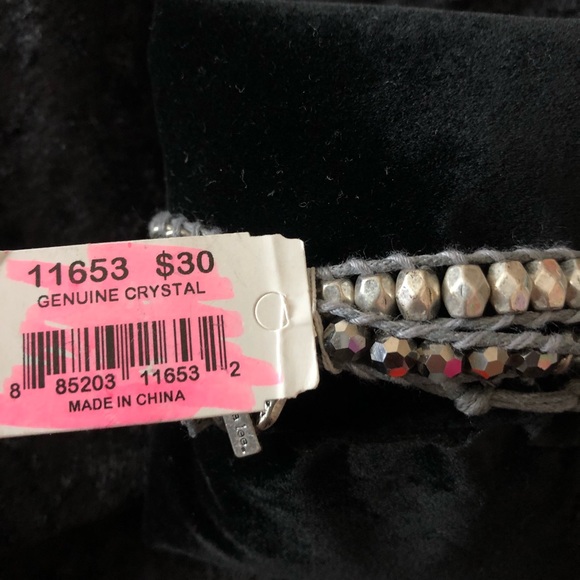 11653 $30
GENUINE CRYSTAL
8 85203 11653 2
MADE IN CHINA